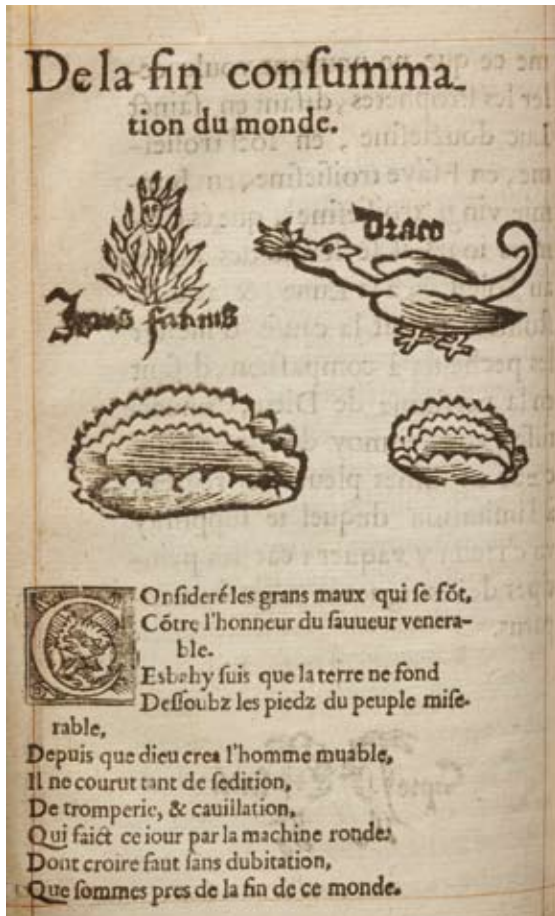 De la fin conſumma-
tion du monde.
Draco
Ignis fatuus
COnſideré les grans maux qui ſe fõt,
Cõtre l'honneur du ſauueur venera-
ble.
Esbahy ſuis que la terre ne fond
Deſſoubz les piedz du peuple miſe-
rable,
Depuis que dieu crea l'homme muable,
Il ne courut tant de ſedition,
De tromperie, & cauillation,
Qui faict ce iour par la machine ronde,
Dont croire faut ſans dubitation,
Que ſommes pres de la fin de ce monde.